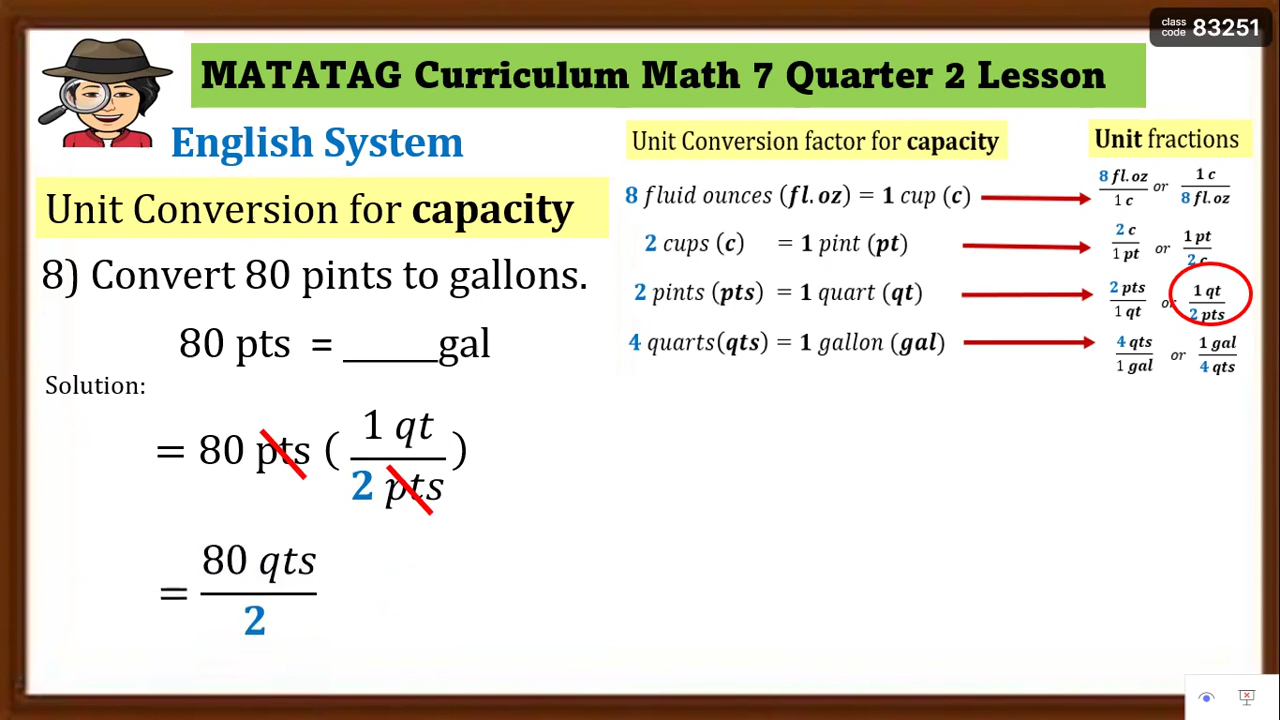 class code 83251
MATATAG Curriculum Math 7 Quarter 2 Lesson
English System
Unit Conversion for capacity
8) Convert 80 pints to gallons.
80 pts = _____gal
Solution:
= 80 pts ( 1 qt / 2 pts )
= 80 qts / 2
Unit Conversion factor for capacity
Unit fractions
8 fluid ounces (fl.oz) = 1 cup (c)
8 fl.oz / 1 c or 1 c / 8 fl.oz
2 cups (c) = 1 pint (pt)
2 c / 1 pt or 1 pt / 2 c
2 pints (pts) = 1 quart (qt)
2 pts / 1 qt or 1 qt / 2 pts
4 quarts(qts) = 1 gallon (gal)
4 qts / 1 gal or 1 gal / 4 qts